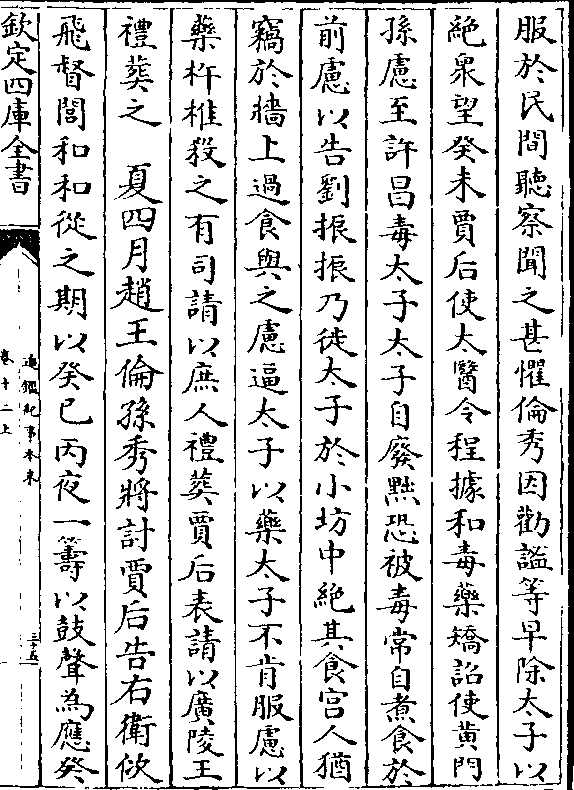 服於民間聽察聞之甚懼倫秀因勸謐等早除太子以
絶衆望癸未賈后使太醫令程據和毒藥矯詔使黄門
孫慮至許昌毒太子太子自廢黜恐被毒常自煮食於
前慮以告劉振振乃徙太子於小坊中絶其食宫人猶
竊於牆上過食與之慮逼太子以藥太子不肯服慮以
藥杵椎殺之有司請以庶人禮葬賈后表請以廣陵王
禮葬之　夏四月趙王倫孫秀將討賈后告右衛佽
飛督閭和和從之期以癸巳丙夜一籌以鼓聲為應癸
欽定四庫全書
通鑑紀事本末
卷十二上
三十五